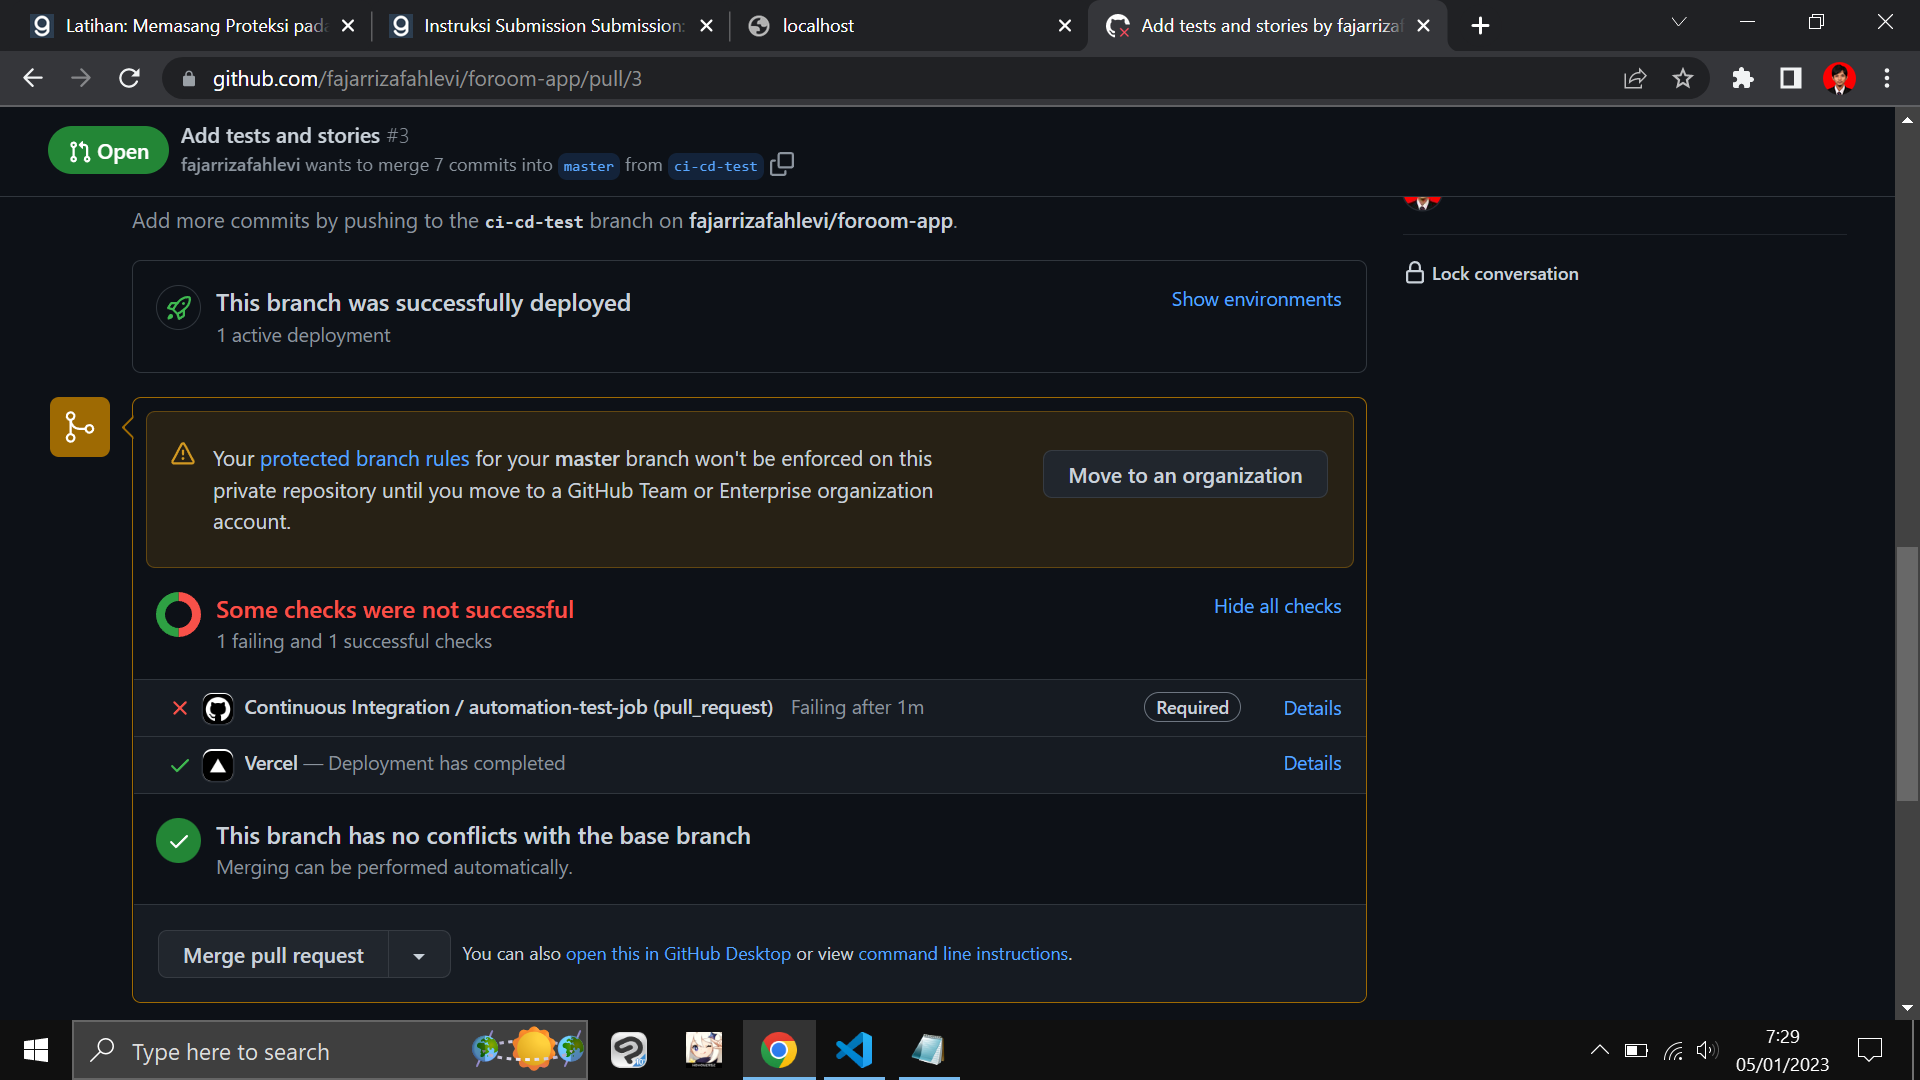 Latihan: Memasang Proteksi pada
Instruksi Submission Submission:
localhost
Add tests and stories by fajarrizaf
github.com/fajarrizafahlevi/foroom-app/pull/3
Open
Add tests and stories #3
fajarrizafahlevi wants to merge 7 commits into master from ci-cd-test
Add more commits by pushing to the ci-cd-test branch on fajarrizafahlevi/foroom-app.
Lock conversation
This branch was successfully deployed
1 active deployment
Show environments
Your protected branch rules for your master branch won't be enforced on this
private repository until you move to a GitHub Team or Enterprise organization
account.
Move to an organization
Some checks were not successful
1 failing and 1 successful checks
Hide all checks
Continuous Integration / automation-test-job (pull_request) Failing after 1m
Required
Details
Vercel — Deployment has completed
Details
This branch has no conflicts with the base branch
Merging can be performed automatically.
Merge pull request
You can also open this in GitHub Desktop or view command line instructions.
Type here to search
7:29
05/01/2023